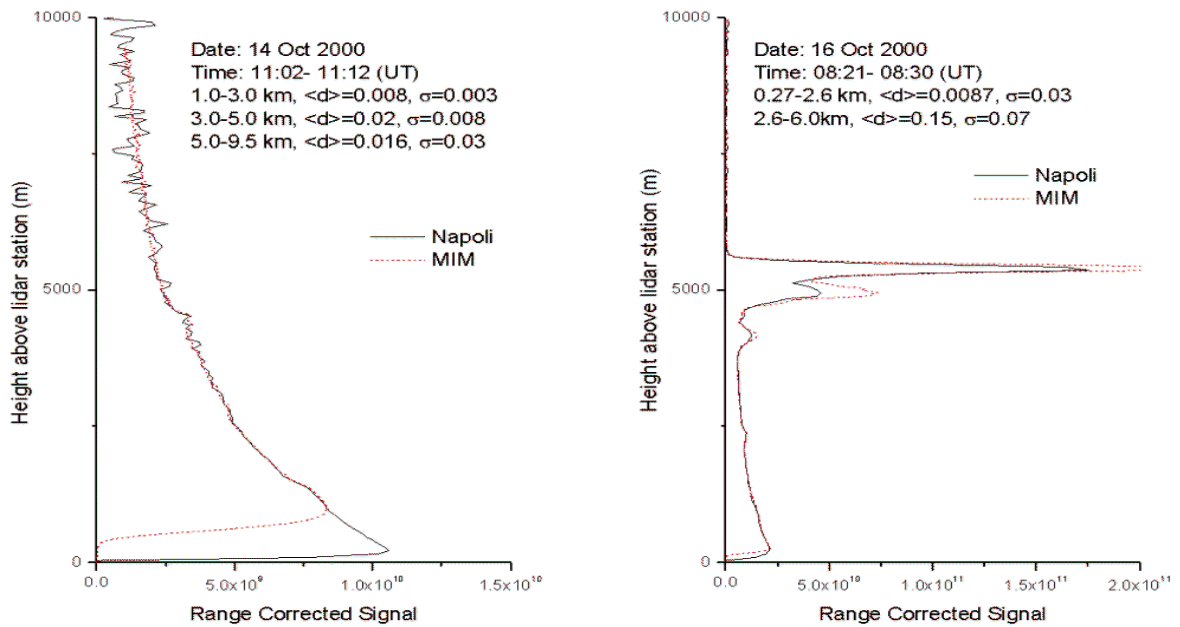 10000
Date: 14 Oct 2000
Time: 11:02- 11:12 (UT)
1.0-3.0 km, <d>=0.008, σ=0.003
3.0-5.0 km, <d>=0.02, σ=0.008
5.0-9.5 km, <d>=0.016, σ=0.03
Napoli
MIM
5000
0
Height above lidar station (m)
0.0
5.0x10⁹
1.0x10¹⁰
1.5x10¹⁰
Range Corrected Signal
10000
Date: 16 Oct 2000
Time: 08:21- 08:30 (UT)
0.27-2.6 km, <d>=0.0087, σ=0.03
2.6-6.0km, <d>=0.15, σ=0.07
Napoli
MIM
5000
0
Height above lidar station (m)
0.0
5.0x10¹⁰
1.0x10¹¹
1.5x10¹¹
2.0x10¹¹
Range Corrected Signal